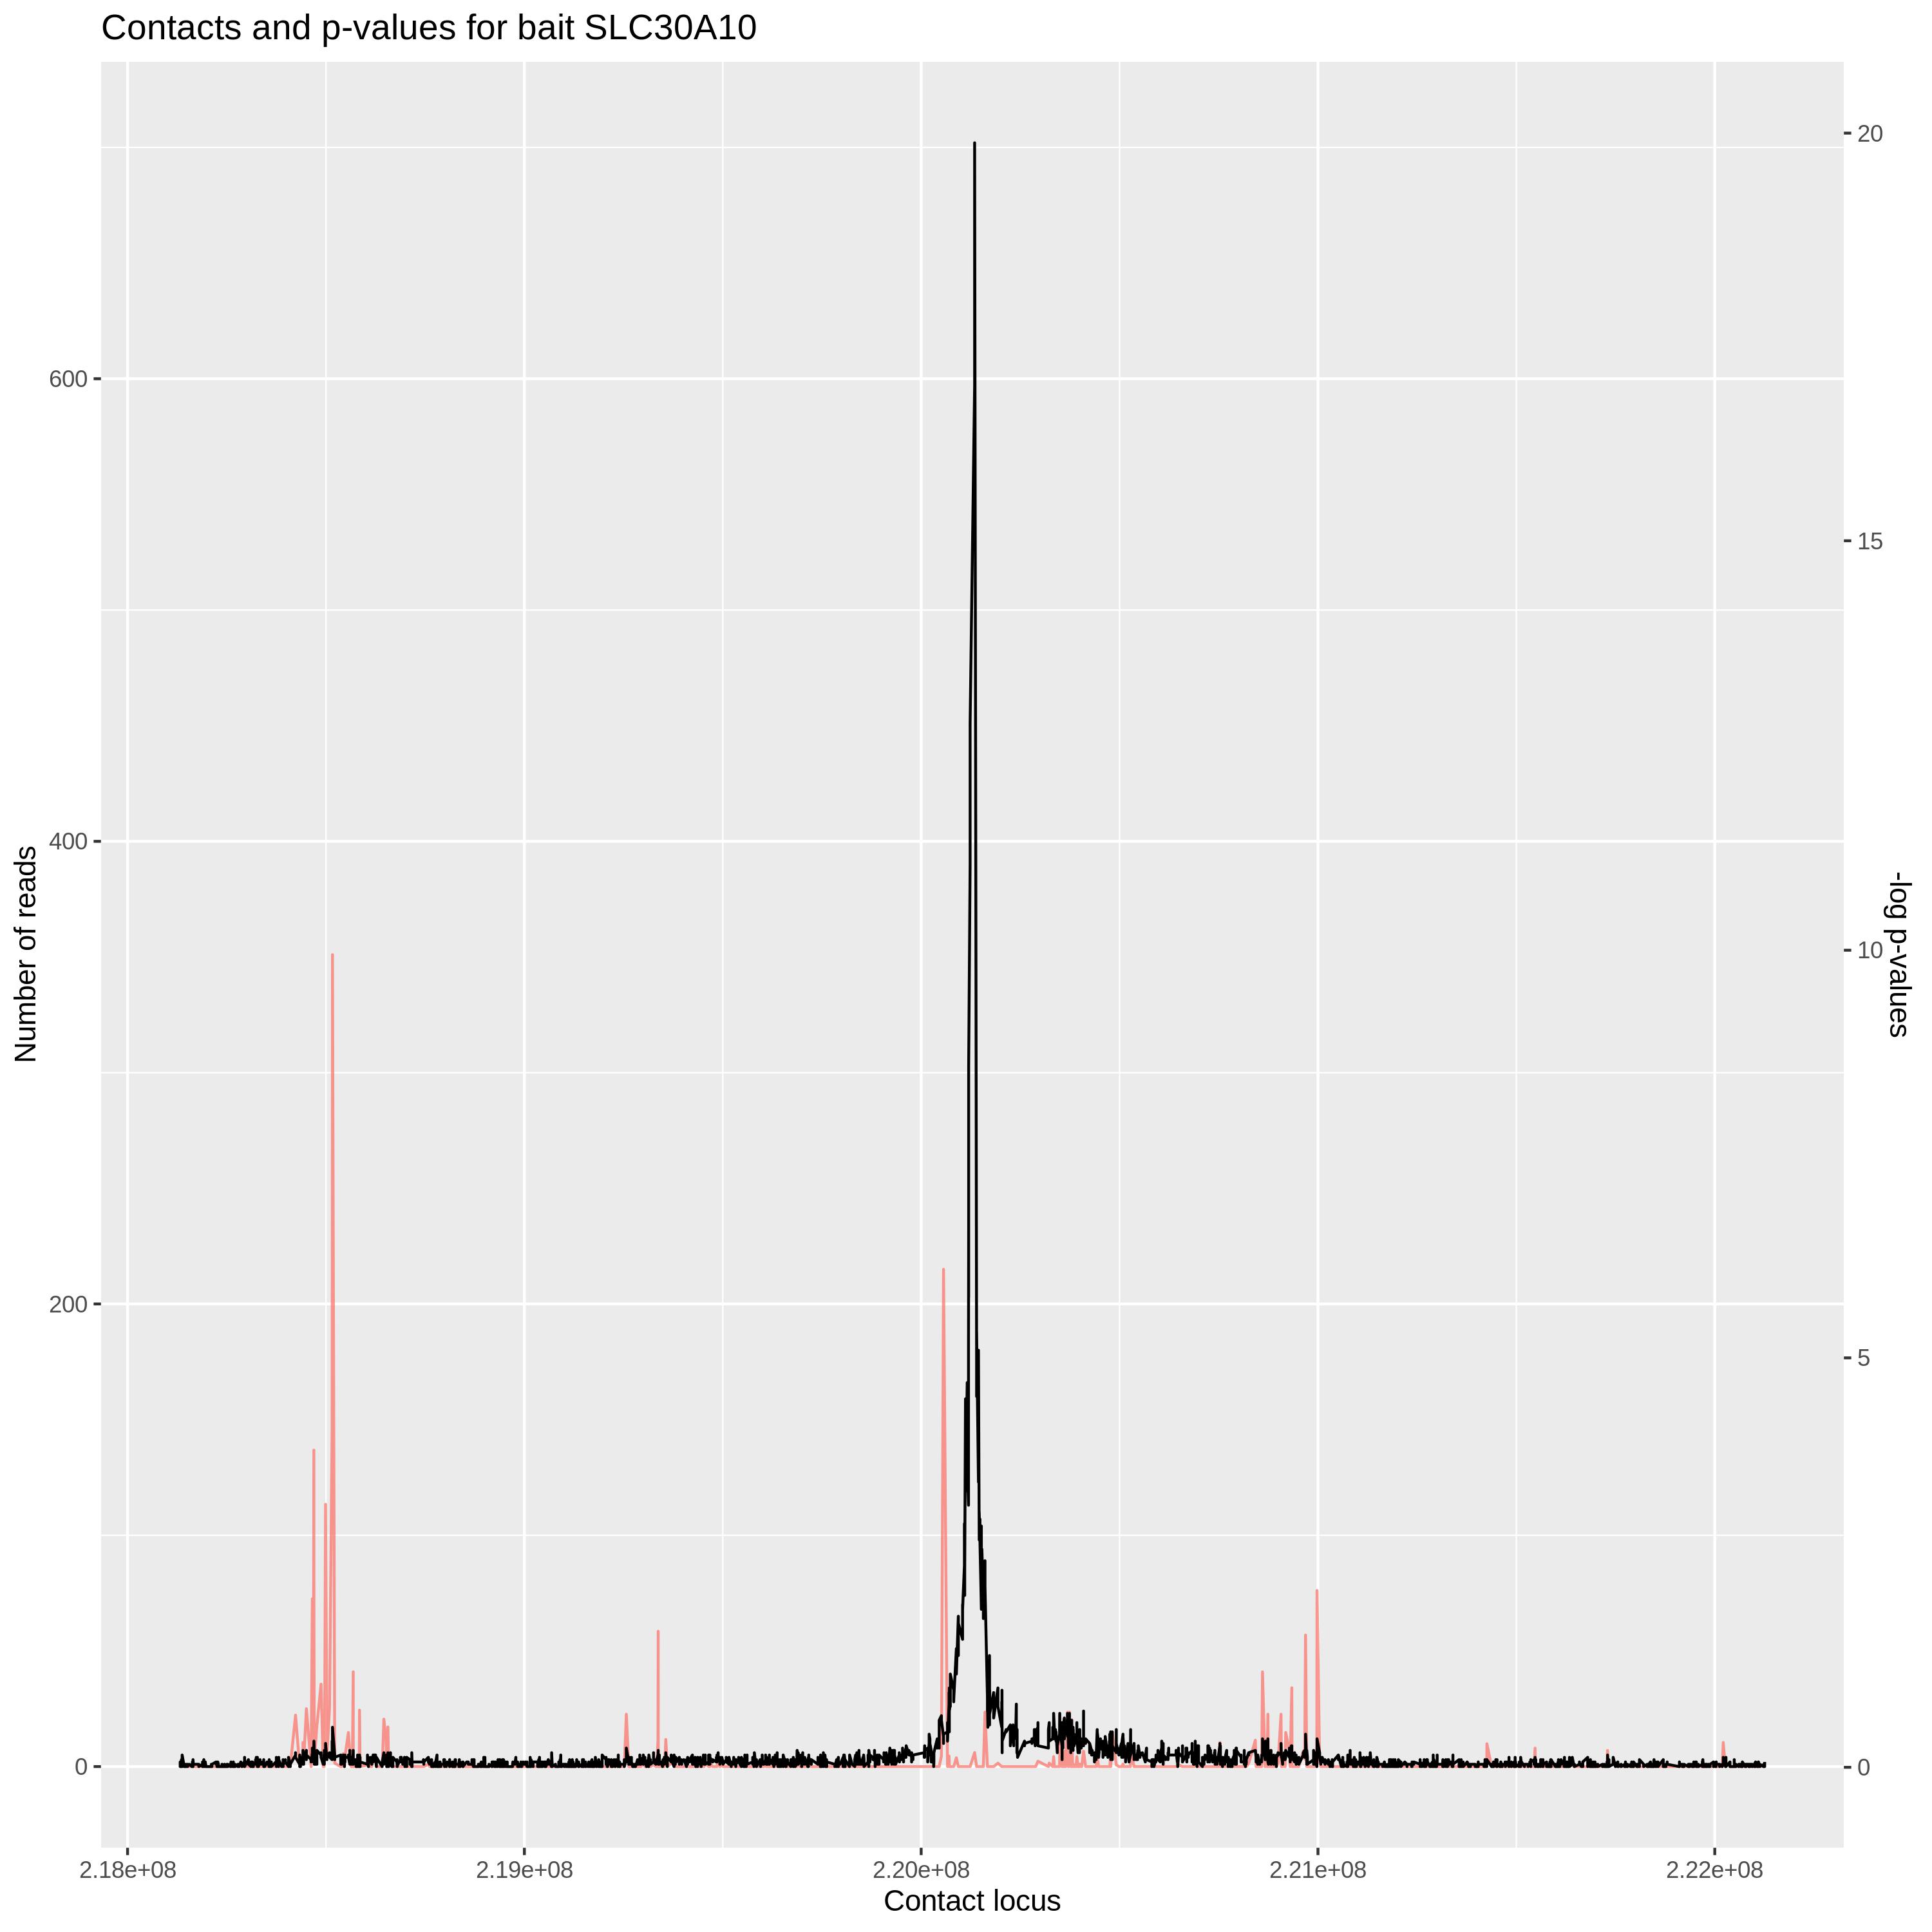 Contacts and p-values for bait SLC30A10
Number of reads
600
400
200
0
20
15
10
5
0
-log p-values
2.18e+08 2.19e+08 2.20e+08 2.21e+08 2.22e+08
Contact locus